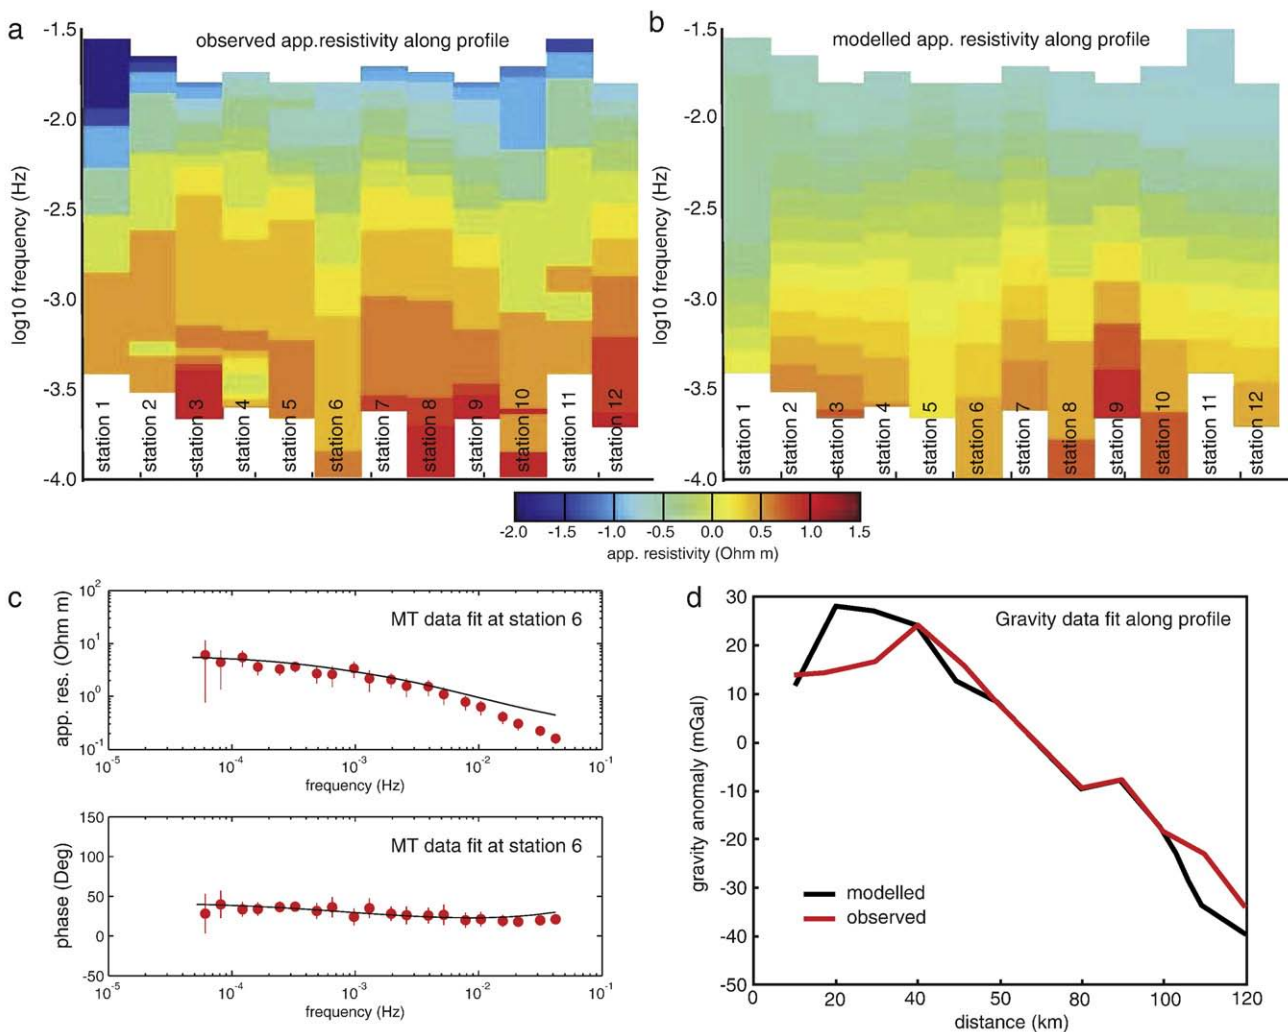 a
observed app.resistivity along profile
log10 frequency (Hz)
-1.5
-2.0
-2.5
-3.0
-3.5
-4.0
station 1
station 2
station 3
station 4
station 5
station 6
station 7
station 8
station 9
station 10
station 11
station 12
b
modelled app. resistivity along profile
log10 frequency (Hz)
-1.5
-2.0
-2.5
-3.0
-3.5
-4.0
station 1
station 2
station 3
station 4
station 5
station 6
station 7
station 8
station 9
station 10
station 11
station 12
-2.0 -1.5 -1.0 -0.5 0.0 0.5 1.0 1.5
app. resistivity (Ohm m)
c
MT data fit at station 6
app. res. (Ohm m)
10^2
10^1
10^0
10^-1
10^-5 10^-4 10^-3 10^-2 10^-1
frequency (Hz)
MT data fit at station 6
phase (Deg)
150
100
50
0
-50
10^-5 10^-4 10^-3 10^-2 10^-1
frequency (Hz)
d
Gravity data fit along profile
gravity anomaly (mGal)
30
20
10
0
-10
-20
-30
-40
-50
modelled
observed
0 20 40 50 80 100 120
distance (km)